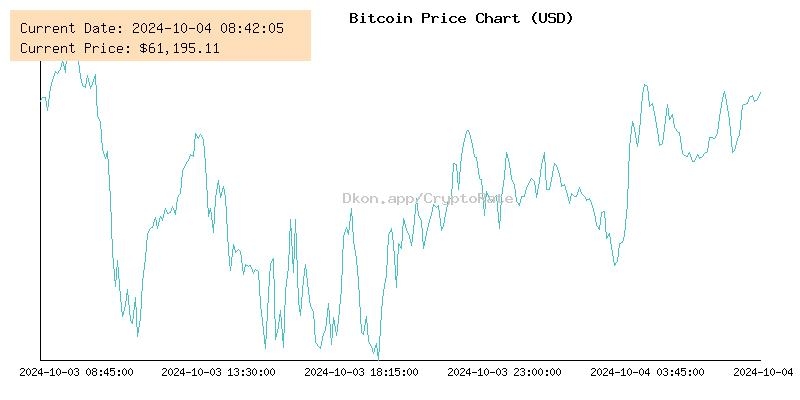 Bitcoin Price Chart (USD)
Current Date: 2024-10-04 08:42:05
Current Price: $61,195.11
Dkon.app/CryptoRate
2024-10-03 08:45:00
2024-10-03 13:30:00
2024-10-03 18:15:00
2024-10-03 23:00:00
2024-10-04 03:45:00
2024-10-04